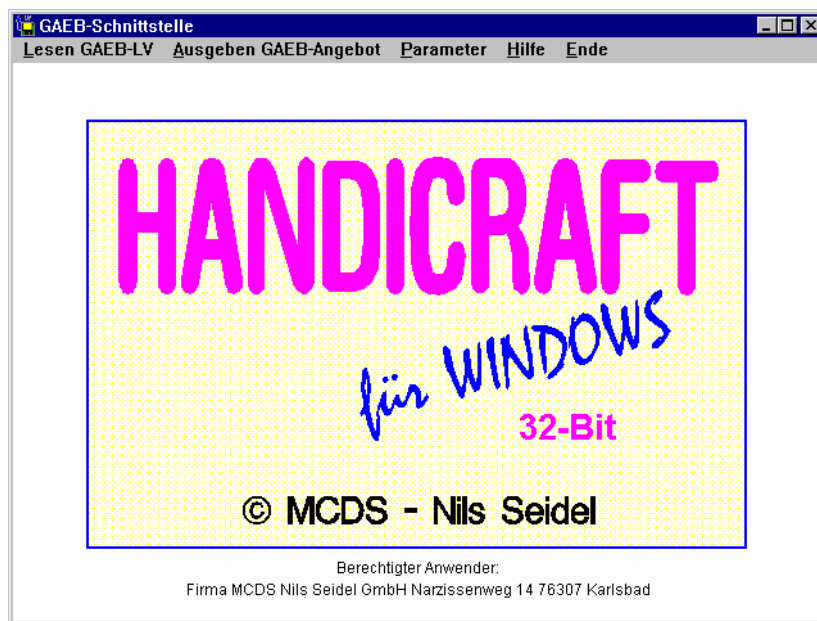 GAEB-Schnittstelle
Lesen GAEB-LV Ausgeben GAEB-Angebot Parameter Hilfe Ende
HANDICRAFT
für WINDOWS
32-Bit
© MCDS - Nils Seidel
Berechtigter Anwender:
Firma MCDS Nils Seidel GmbH Narzissenweg 14 76307 Karlsbad